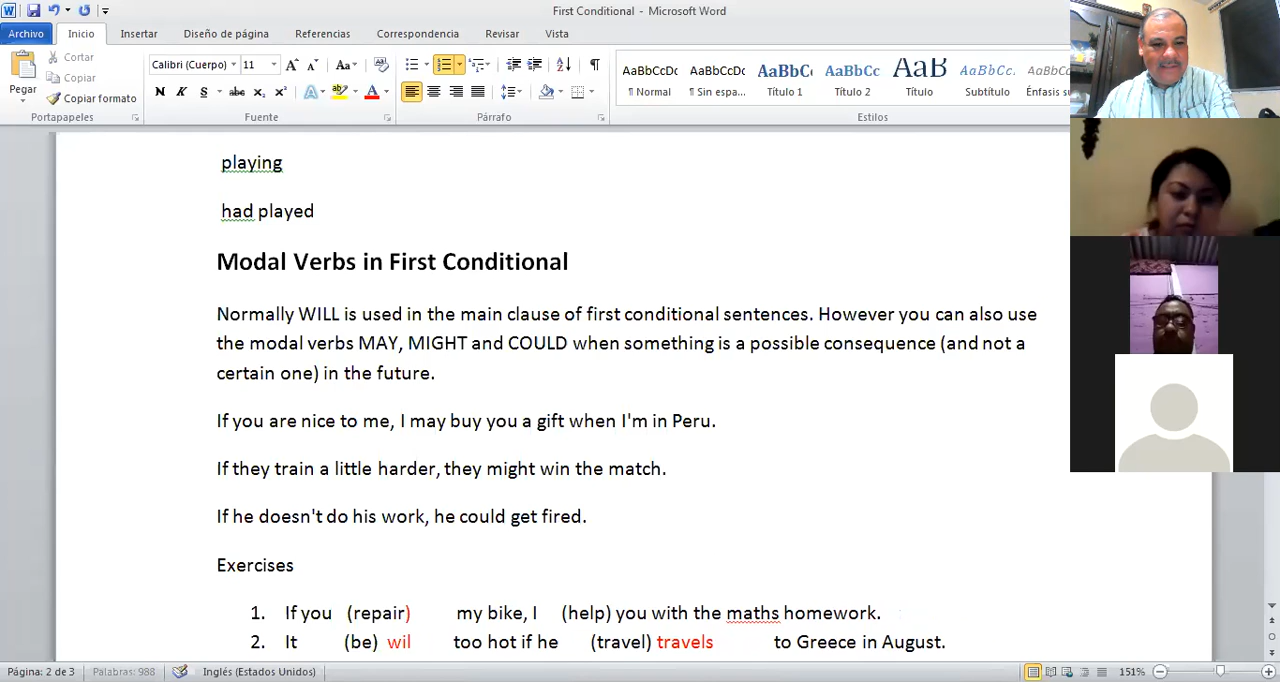 First Conditional - Microsoft Word
Archivo Inicio Insertar Diseño de página Referencias Correspondencia Revisar Vista
Pegar
Cortar
Copiar
Copiar formato
Portapapeles
Calibri (Cuerpo) 11
N K S abc x₂ x²
Fuente
Párrafo
AaBbCcDc AaBbCcDc AaBbC AaBbCc AaB AaBbCc AaBbCc
¶ Normal ¶ Sin espa... Título 1 Título 2 Título Subtítulo Énfasis su
Estilos
playing
had played
Modal Verbs in First Conditional
Normally WILL is used in the main clause of first conditional sentences. However you can also use
the modal verbs MAY, MIGHT and COULD when something is a possible consequence (and not a
certain one) in the future.
If you are nice to me, I may buy you a gift when I'm in Peru.
If they train a little harder, they might win the match.
If he doesn't do his work, he could get fired.
Exercises
1. If you (repair) my bike, I (help) you with the maths homework.
2. It (be) wil too hot if he (travel) travels to Greece in August.
Página: 2 de 3 Palabras: 988 Inglés (Estados Unidos) 151%